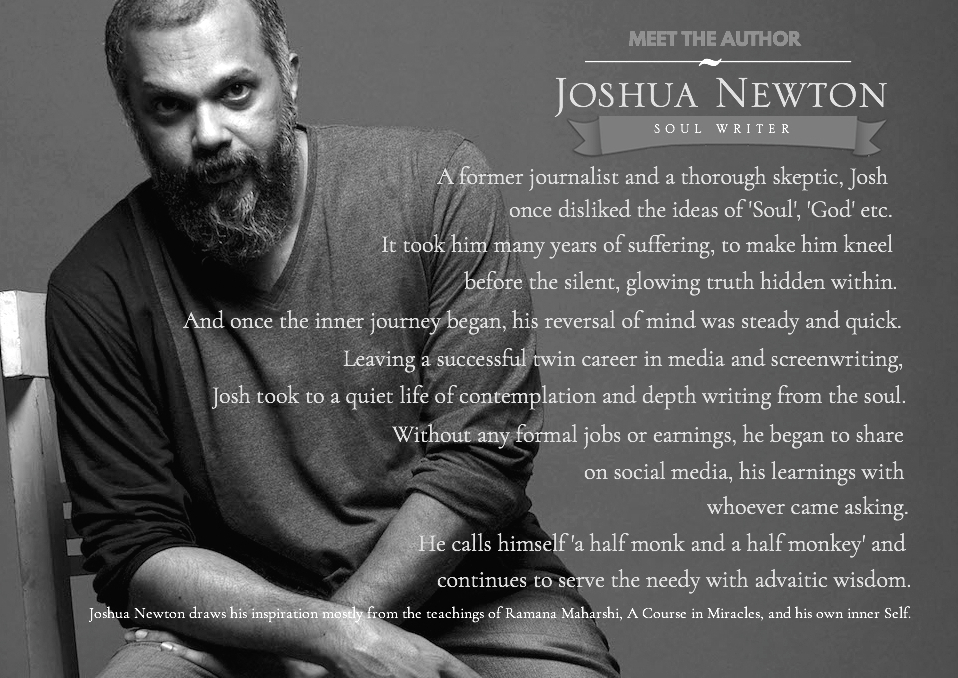 MEET THE AUTHOR
JOSHUA NEWTON
SOUL WRITER
A former journalist and a thorough skeptic, Josh
once disliked the ideas of 'Soul', 'God' etc.
It took him many years of suffering, to make him kneel
before the silent, glowing truth hidden within.
And once the inner journey began, his reversal of mind was steady and quick.
Leaving a successful twin career in media and screenwriting,
Josh took to a quiet life of contemplation and depth writing from the soul.
Without any formal jobs or earnings, he began to share
on social media, his learnings with
whoever came asking.
He calls himself 'a half monk and a half monkey' and
continues to serve the needy with advaitic wisdom.
Joshua Newton draws his inspiration mostly from the teachings of Ramana Maharshi, A Course in Miracles, and his own inner Self.